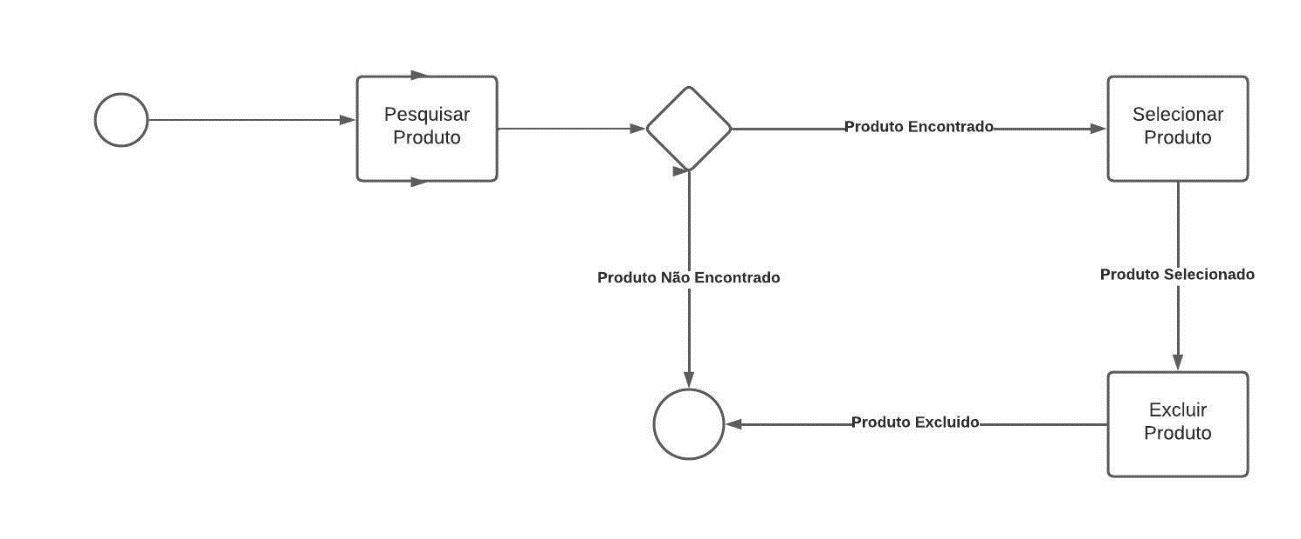 Pesquisar
Produto
Produto Encontrado
Selecionar
Produto
Produto Não Encontrado
Produto Selecionado
Produto Excluido
Excluir
Produto